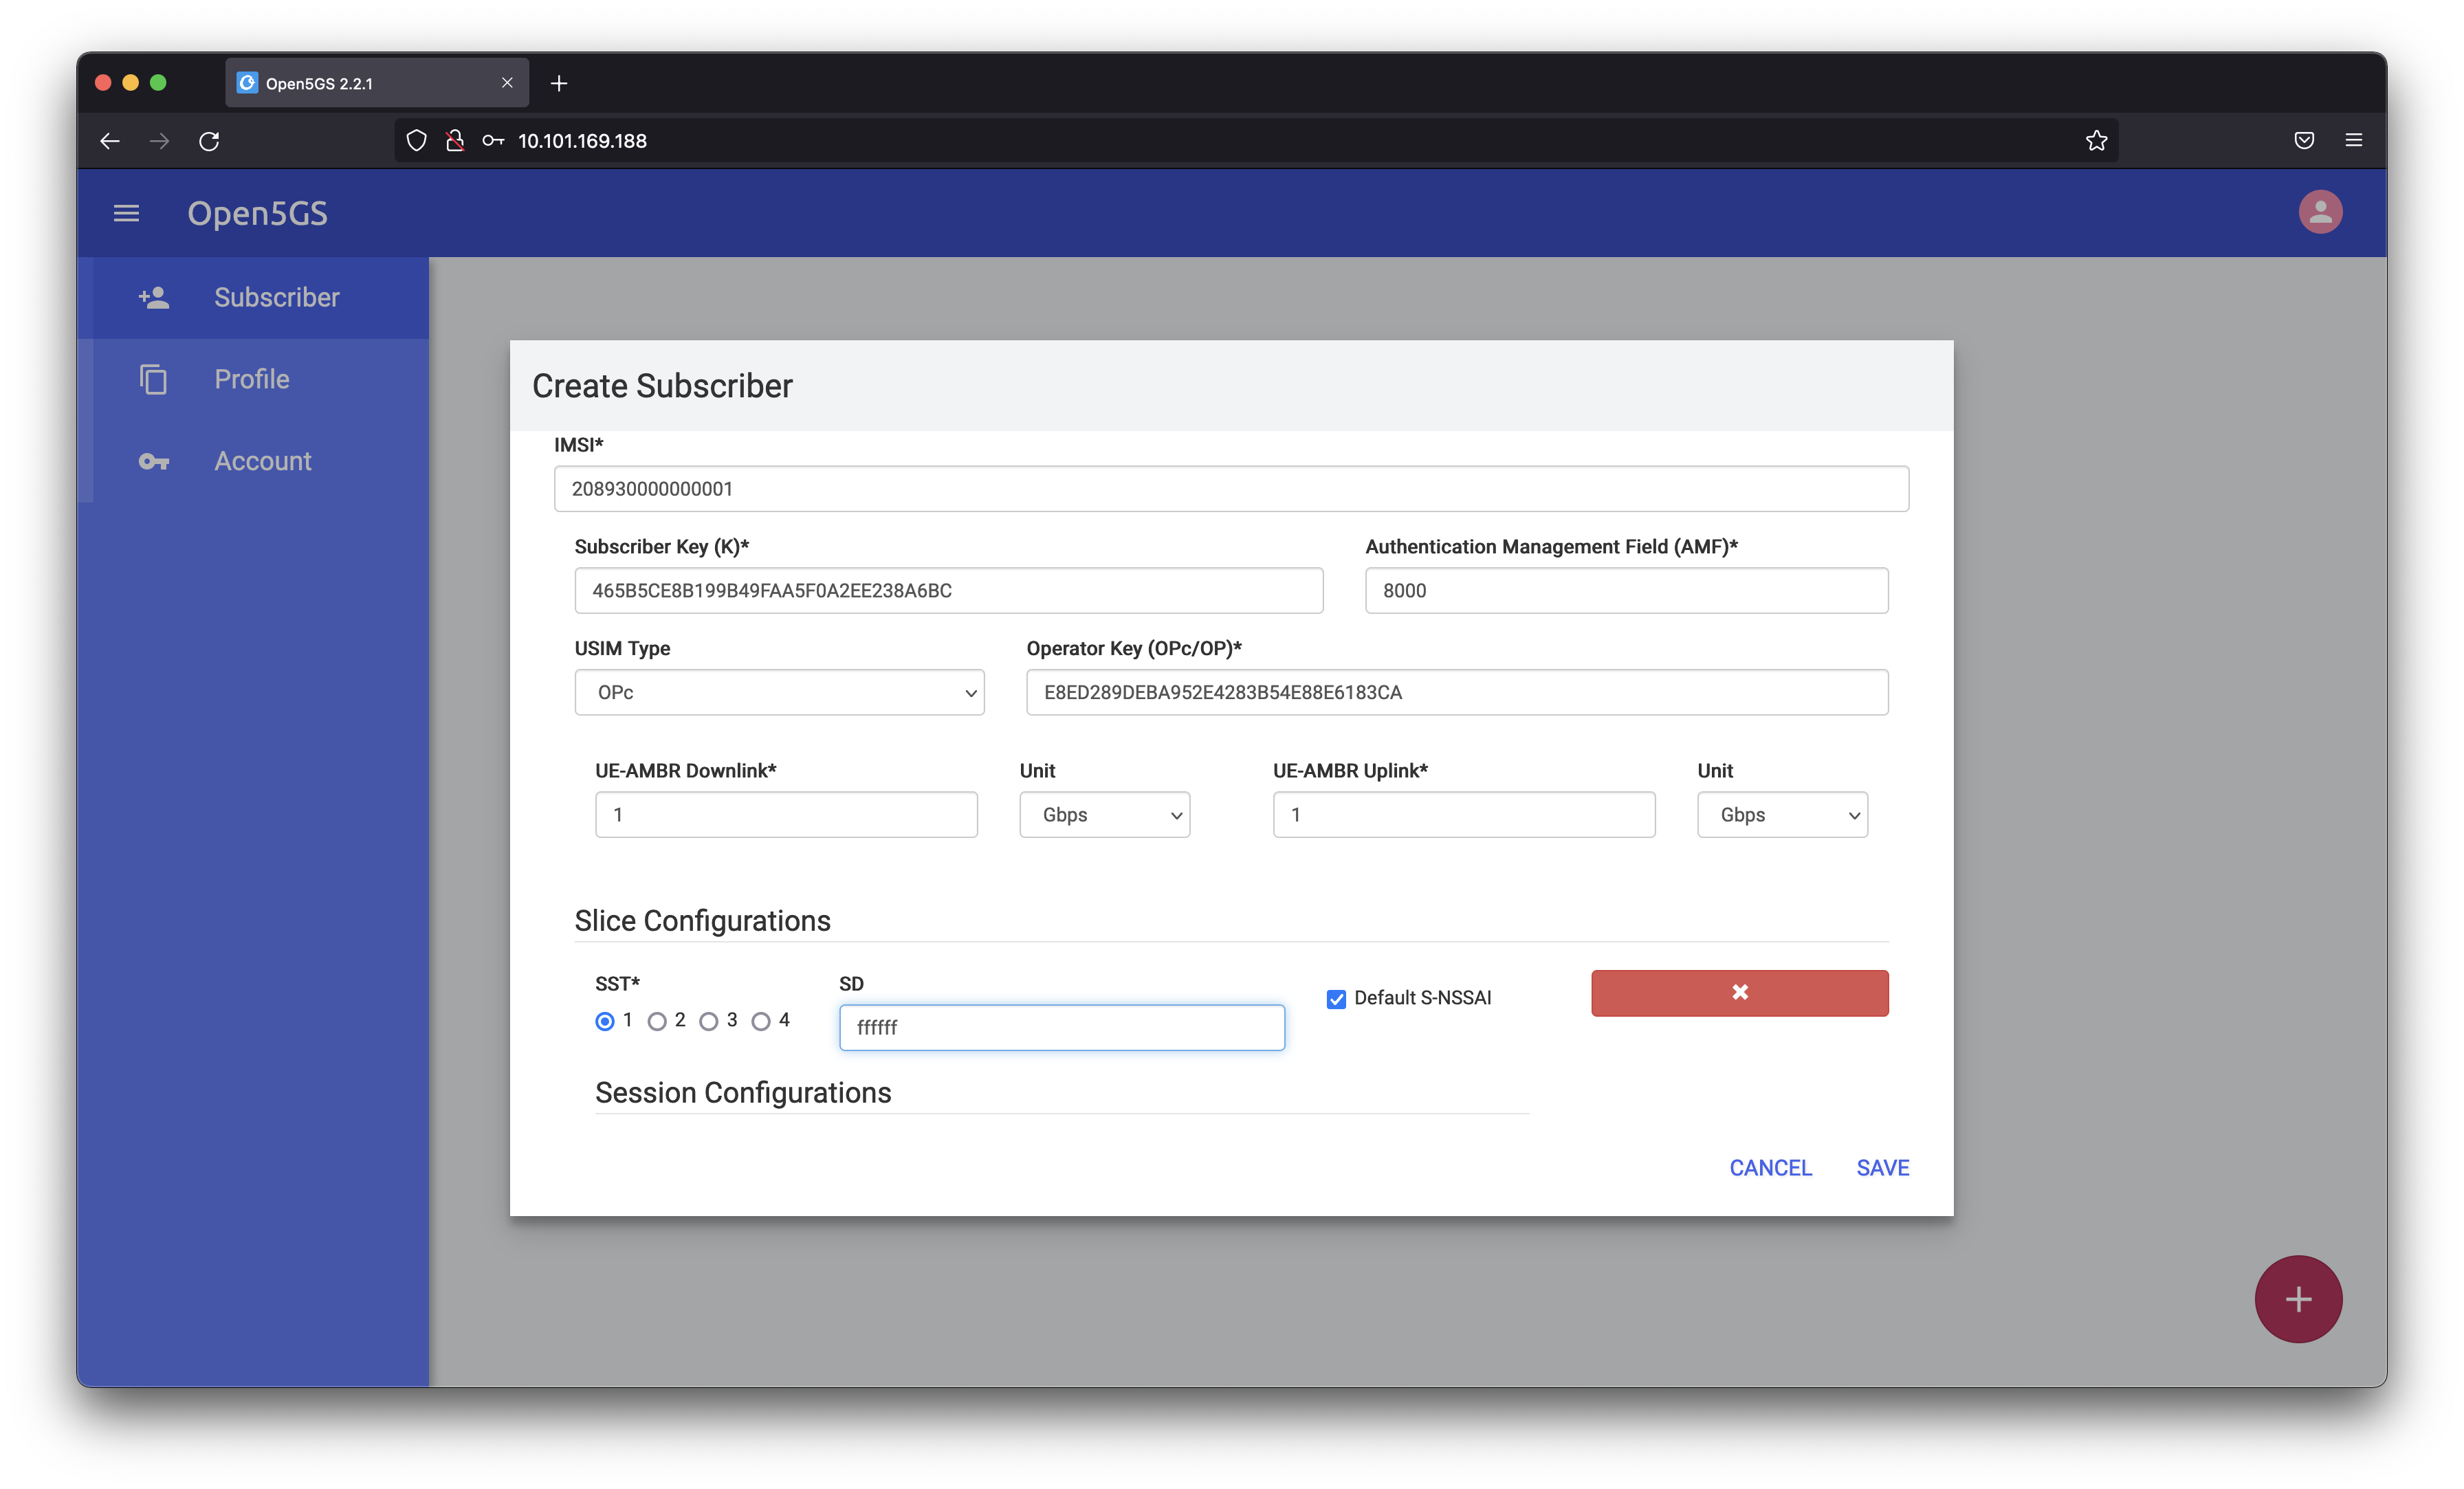 Open5GS 2.2.1
10.101.169.188
Open5GS
Subscriber
Profile
Account
Create Subscriber
IMSI*
208930000000001
Subscriber Key (K)* Authentication Management Field (AMF)*
465B5CE8B199B49FAA5F0A2EE238A6BC 8000
USIM Type Operator Key (OPc/OP)*
OPc E8ED289DEBA952E4283B54E88E6183CA
UE-AMBR Downlink* Unit UE-AMBR Uplink* Unit
1 Gbps 1 Gbps
Slice Configurations
SST* SD
1 2 3 4 ffffff Default S-NSSAI
Session Configurations
CANCEL SAVE